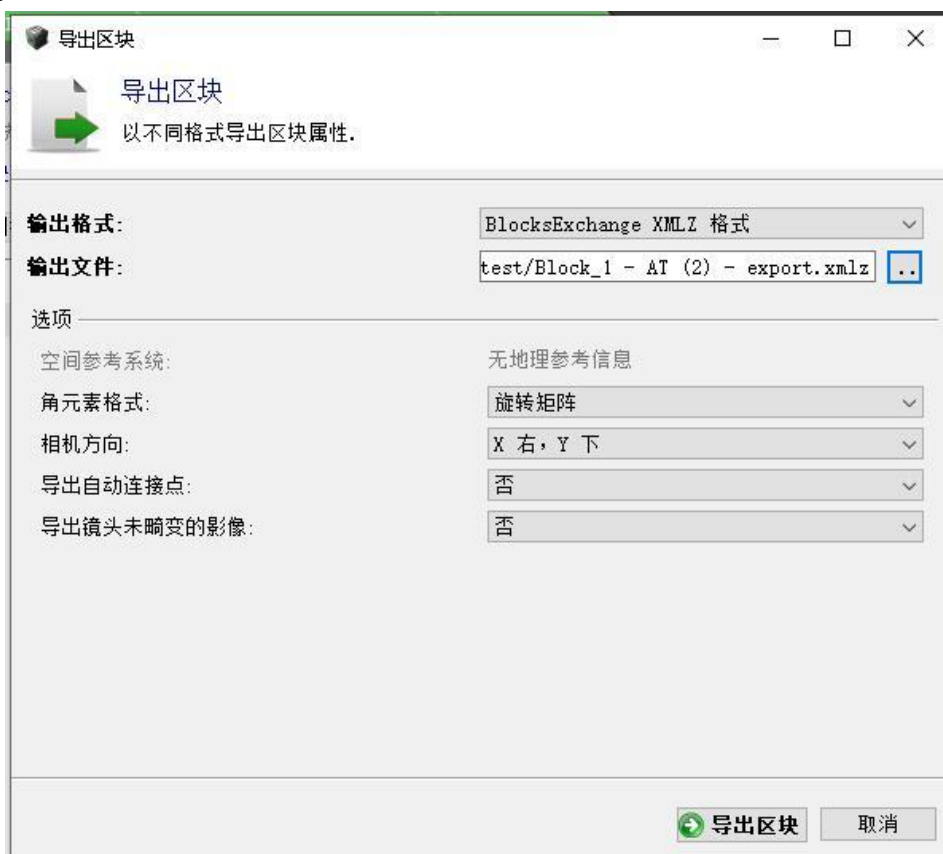 导出区块
导出区块
以不同格式导出区块属性.
输出格式: BlocksExchange XMLZ 格式
输出文件: test/Block_1 - AT (2) - export.xmlz ..
选项
空间参考系统: 无地理参考信息
角元素格式: 旋转矩阵
相机方向: X 右，Y 下
导出自动连接点: 否
导出镜头未畸变的影像: 否
导出区块 取消